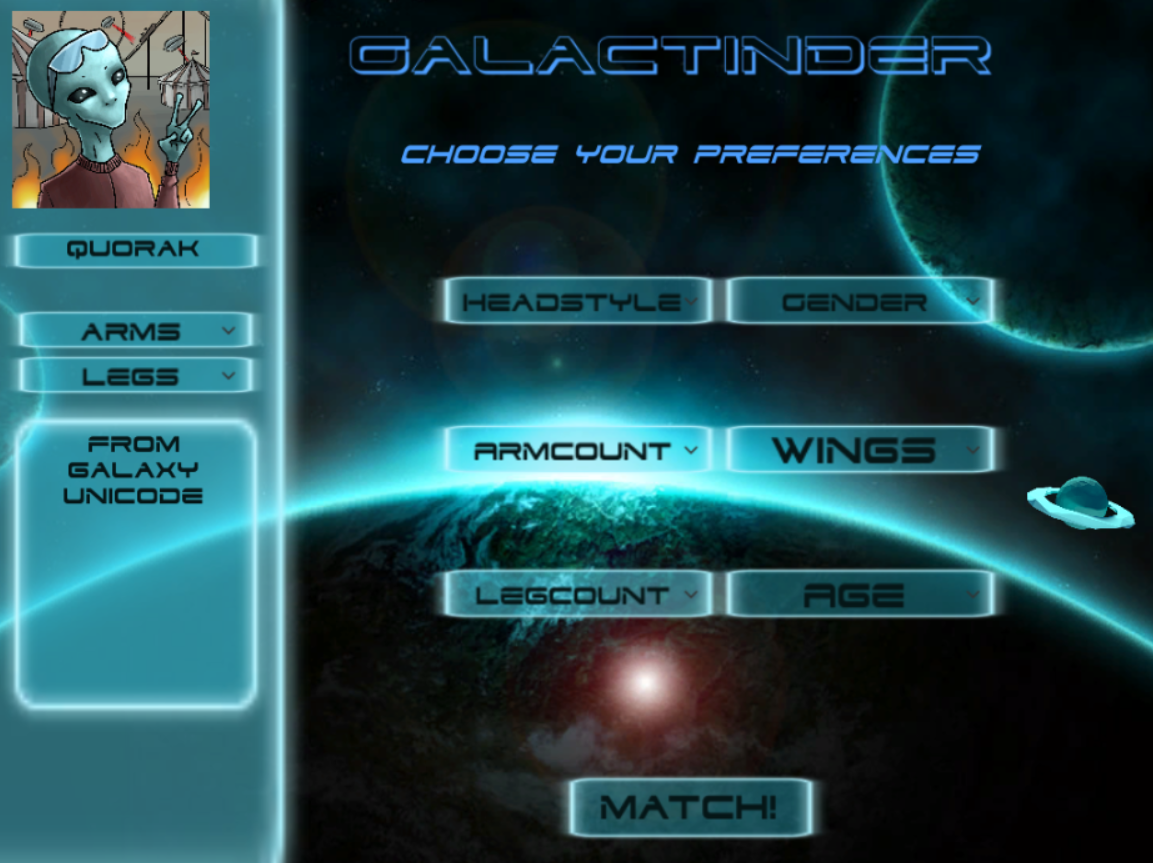 QUORAK
ARMS
LEGS
FROM
GALAXY
UNICODE
GALACTINDER
CHOOSE YOUR PREFERENCES
HEADSTYLE
GENDER
ARMCOUNT
WINGS
LEGCOUNT
AGE
MATCH!